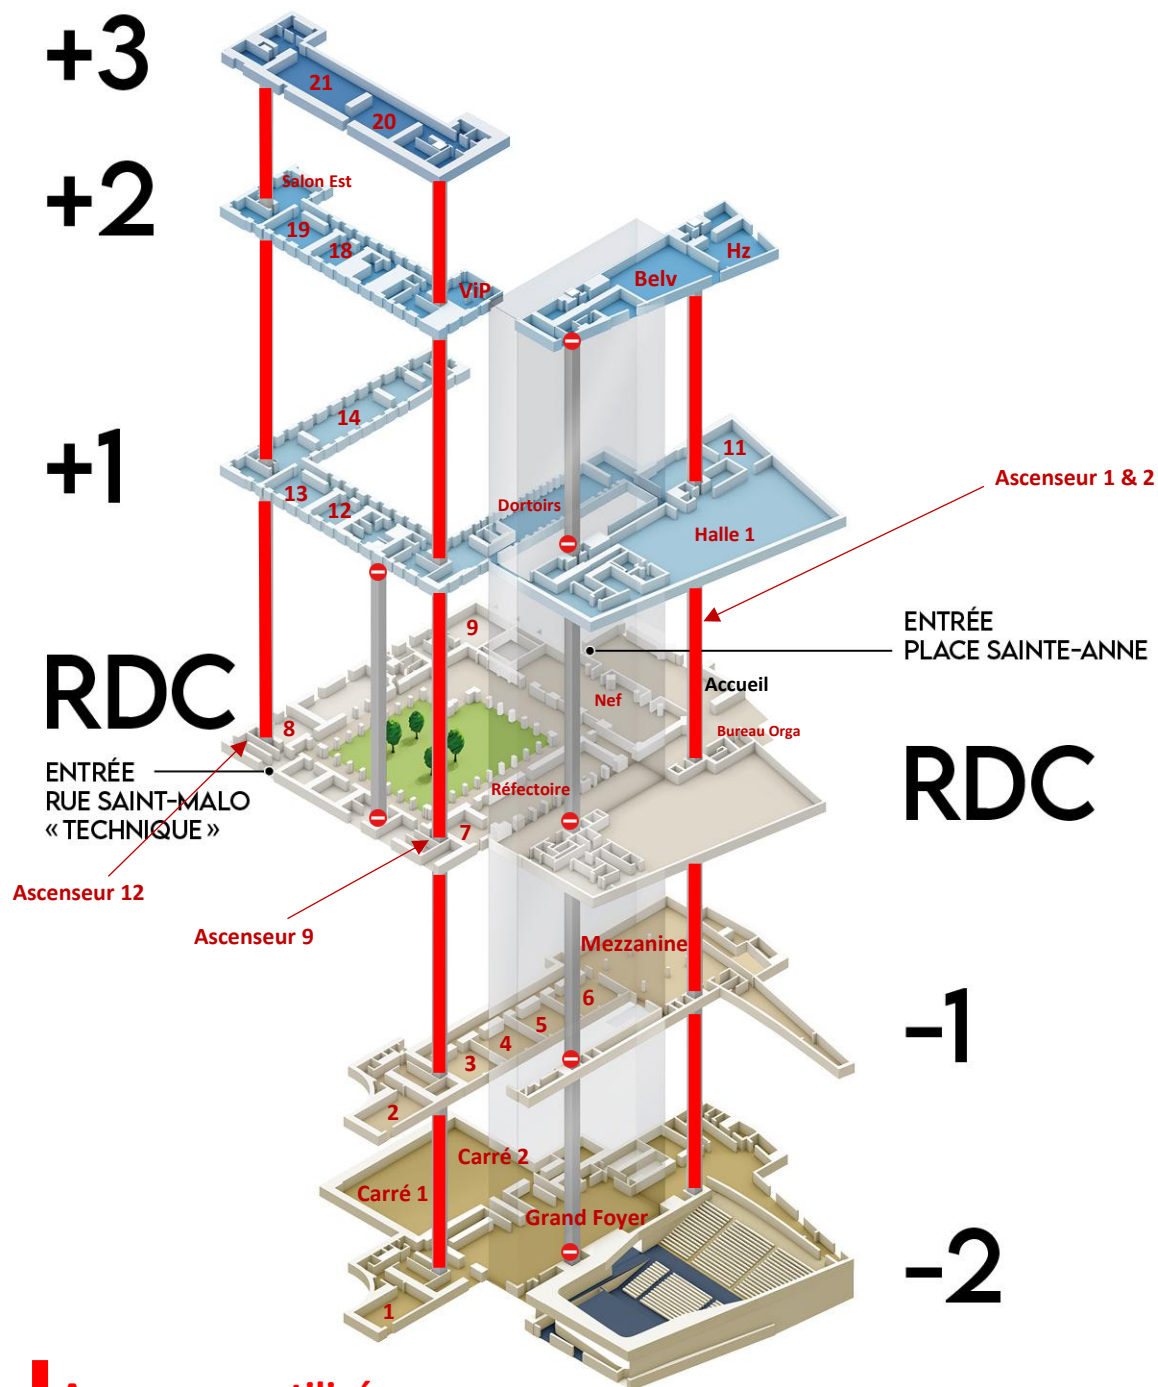 +3
21
20
+2
Salon Est
19
18
ViP
Belv
Hz
+1
14
13
12
Dortoirs
11
Halle 1
Ascenseur 1 & 2
ENTRÉE
PLACE SAINTE-ANNE
RDC
9
Nef
Accueil
8
Bureau Orga
ENTRÉE
RUE SAINT-MALO
« TECHNIQUE »
Réfectoire
7
RDC
Ascenseur 12
Ascenseur 9
Mezzanine
6
5
4
3
2
-1
Carré 2
Carré 1
Grand Foyer
1
-2